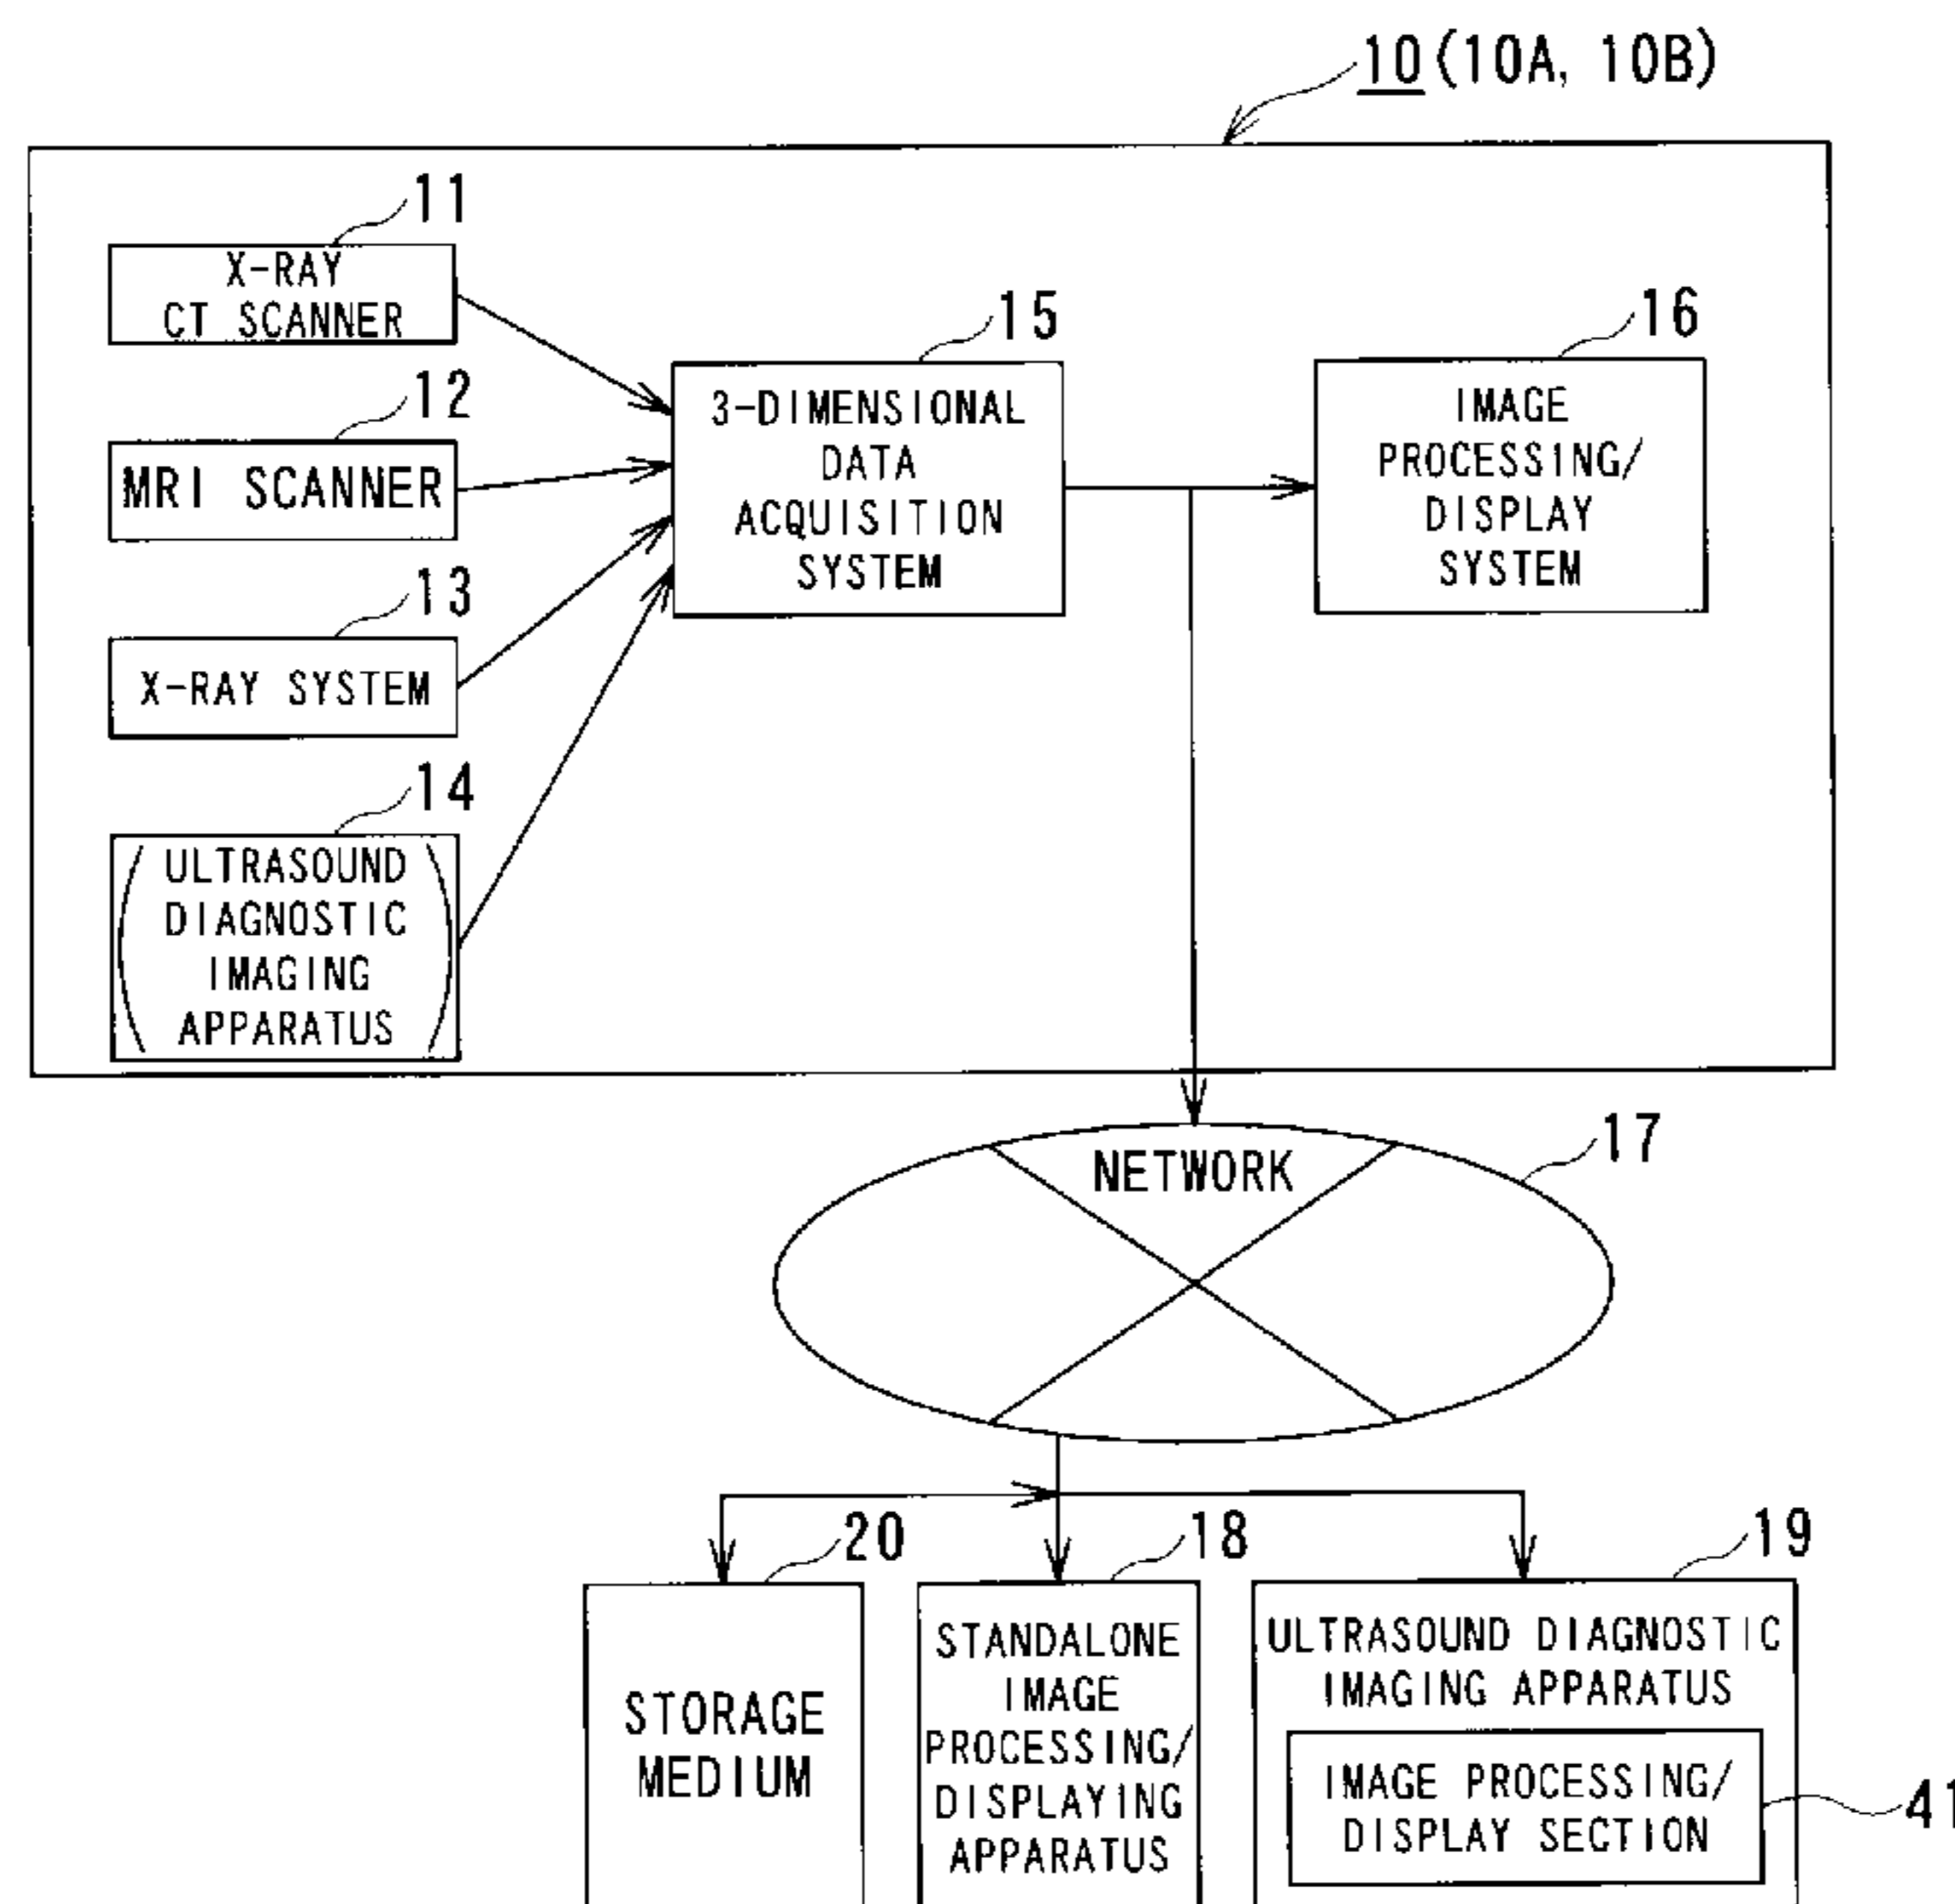 10(10A, 10B)
11
X-RAY
CT SCANNER
12
MRI SCANNER
13
X-RAY SYSTEM
14
(ULTRASOUND
DIAGNOSTIC
IMAGING
APPARATUS)
15
3-DIMENSIONAL
DATA
ACQUISITION
SYSTEM
16
IMAGE
PROCESSING/
DISPLAY
SYSTEM
17
NETWORK
20
STORAGE
MEDIUM
18
STANDALONE
IMAGE
PROCESSING/
DISPLAYING
APPARATUS
19
ULTRASOUND DIAGNOSTIC
IMAGING APPARATUS
IMAGE PROCESSING/
DISPLAY SECTION
41